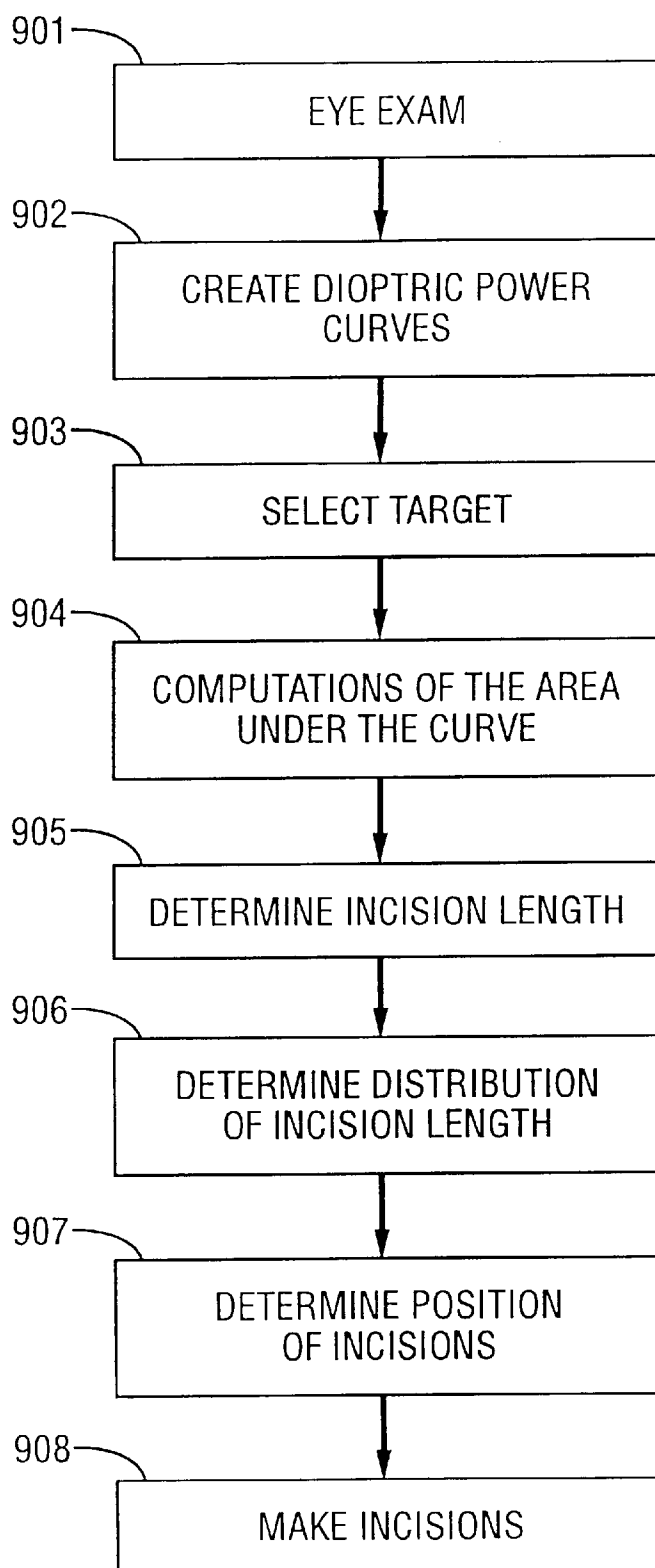 901
EYE EXAM
902
CREATE DIOPTRIC POWER
CURVES
903
SELECT TARGET
904
COMPUTATIONS OF THE AREA
UNDER THE CURVE
905
DETERMINE INCISION LENGTH
906
DETERMINE DISTRIBUTION
OF INCISION LENGTH
907
DETERMINE POSITION
OF INCISIONS
908
MAKE INCISIONS